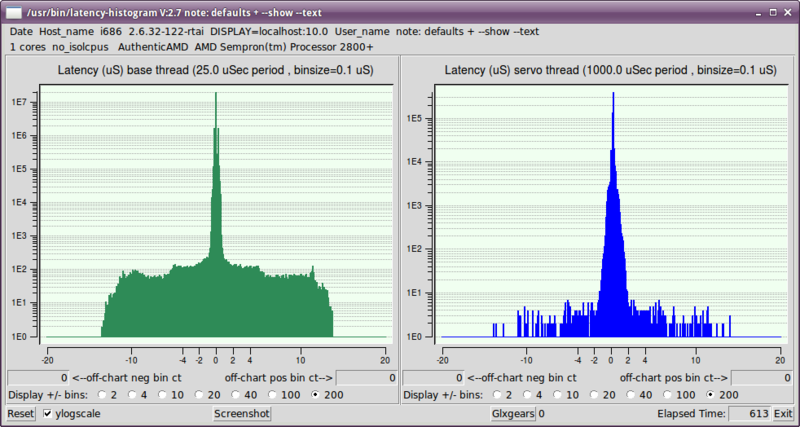 /usr/bin/latency-histogram V:2.7 note: defaults + --show --text
Date Host_name i686 2.6.32-122-rtai DISPLAY=localhost:10.0 User_name note: defaults + --show --text
1 cores no_isolcpus AuthenticAMD AMD Sempron(tm) Processor 2800+
Latency (uS) base thread (25.0 uSec period , binsize=0.1 uS)
1E7
1E6
1E5
1E4
1E3
1E2
1E1
1E0
-20 -10 -4 -2 0 2 4 10 20
0 <--off-chart neg bin ct off-chart pos bin ct--> 0
Display +/- bins: 2 4 10 20 40 100 200
Latency (uS) servo thread (1000.0 uSec period , binsize=0.1 uS)
1E5
1E4
1E3
1E2
1E1
1E0
-20 -10 -4 -2 0 2 4 10 20
0 <--off-chart neg bin ct off-chart pos bin ct--> 0
Display +/- bins: 2 4 10 20 40 100 200
Reset ylogscale Screenshot Glxgears 0 Elapsed Time: 613 Exit